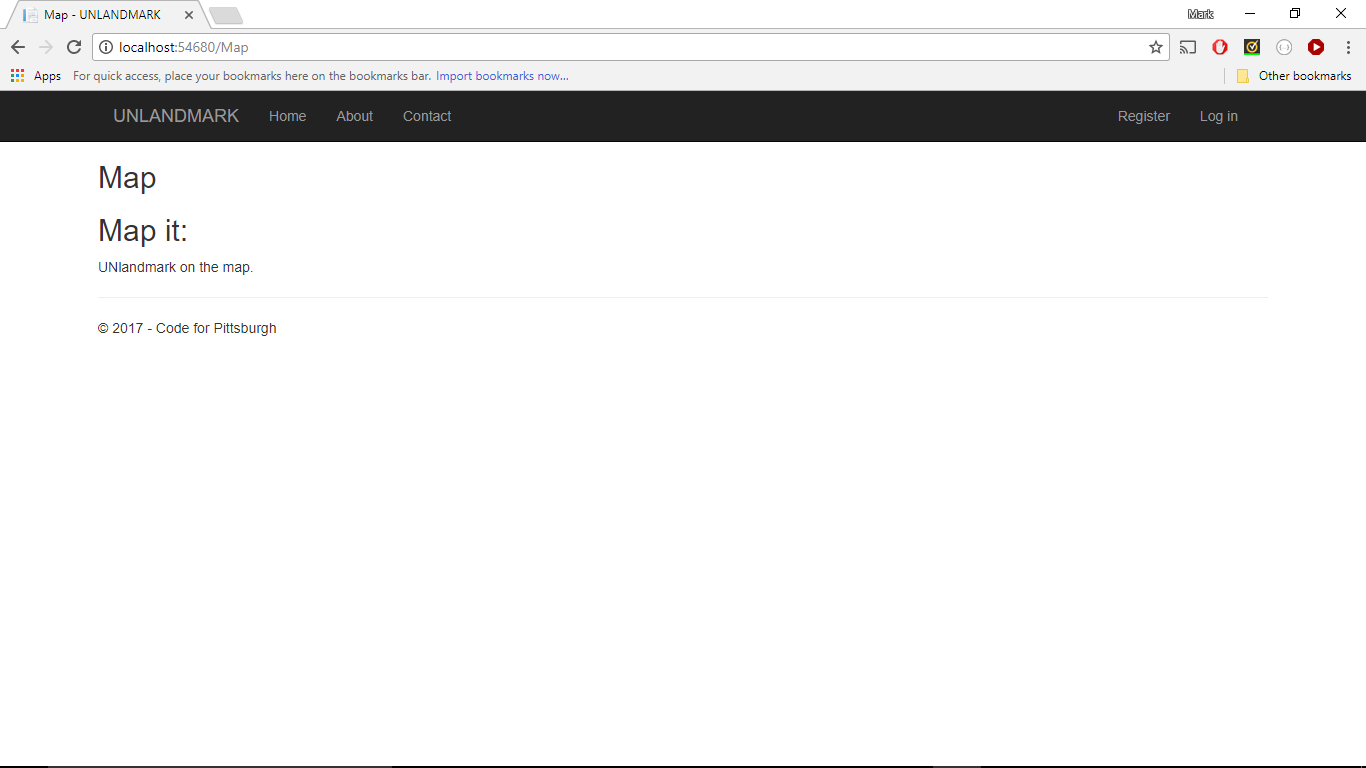 Map - UNLANDMARK
Mark
localhost:54680/Map
Apps For quick access, place your bookmarks here on the bookmarks bar. Import bookmarks now... Other bookmarks
UNLANDMARK Home About Contact Register Log in
Map
Map it:
UNlandmark on the map.
© 2017 - Code for Pittsburgh